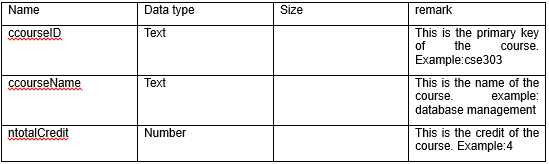 Name Data type Size remark
ccourseID Text This is the primary key
of the course.
Example:cse303
ccourseName Text This is the name of the
course. example:
database management
ntotalCredit Number This is the credit of the
course. Example:4